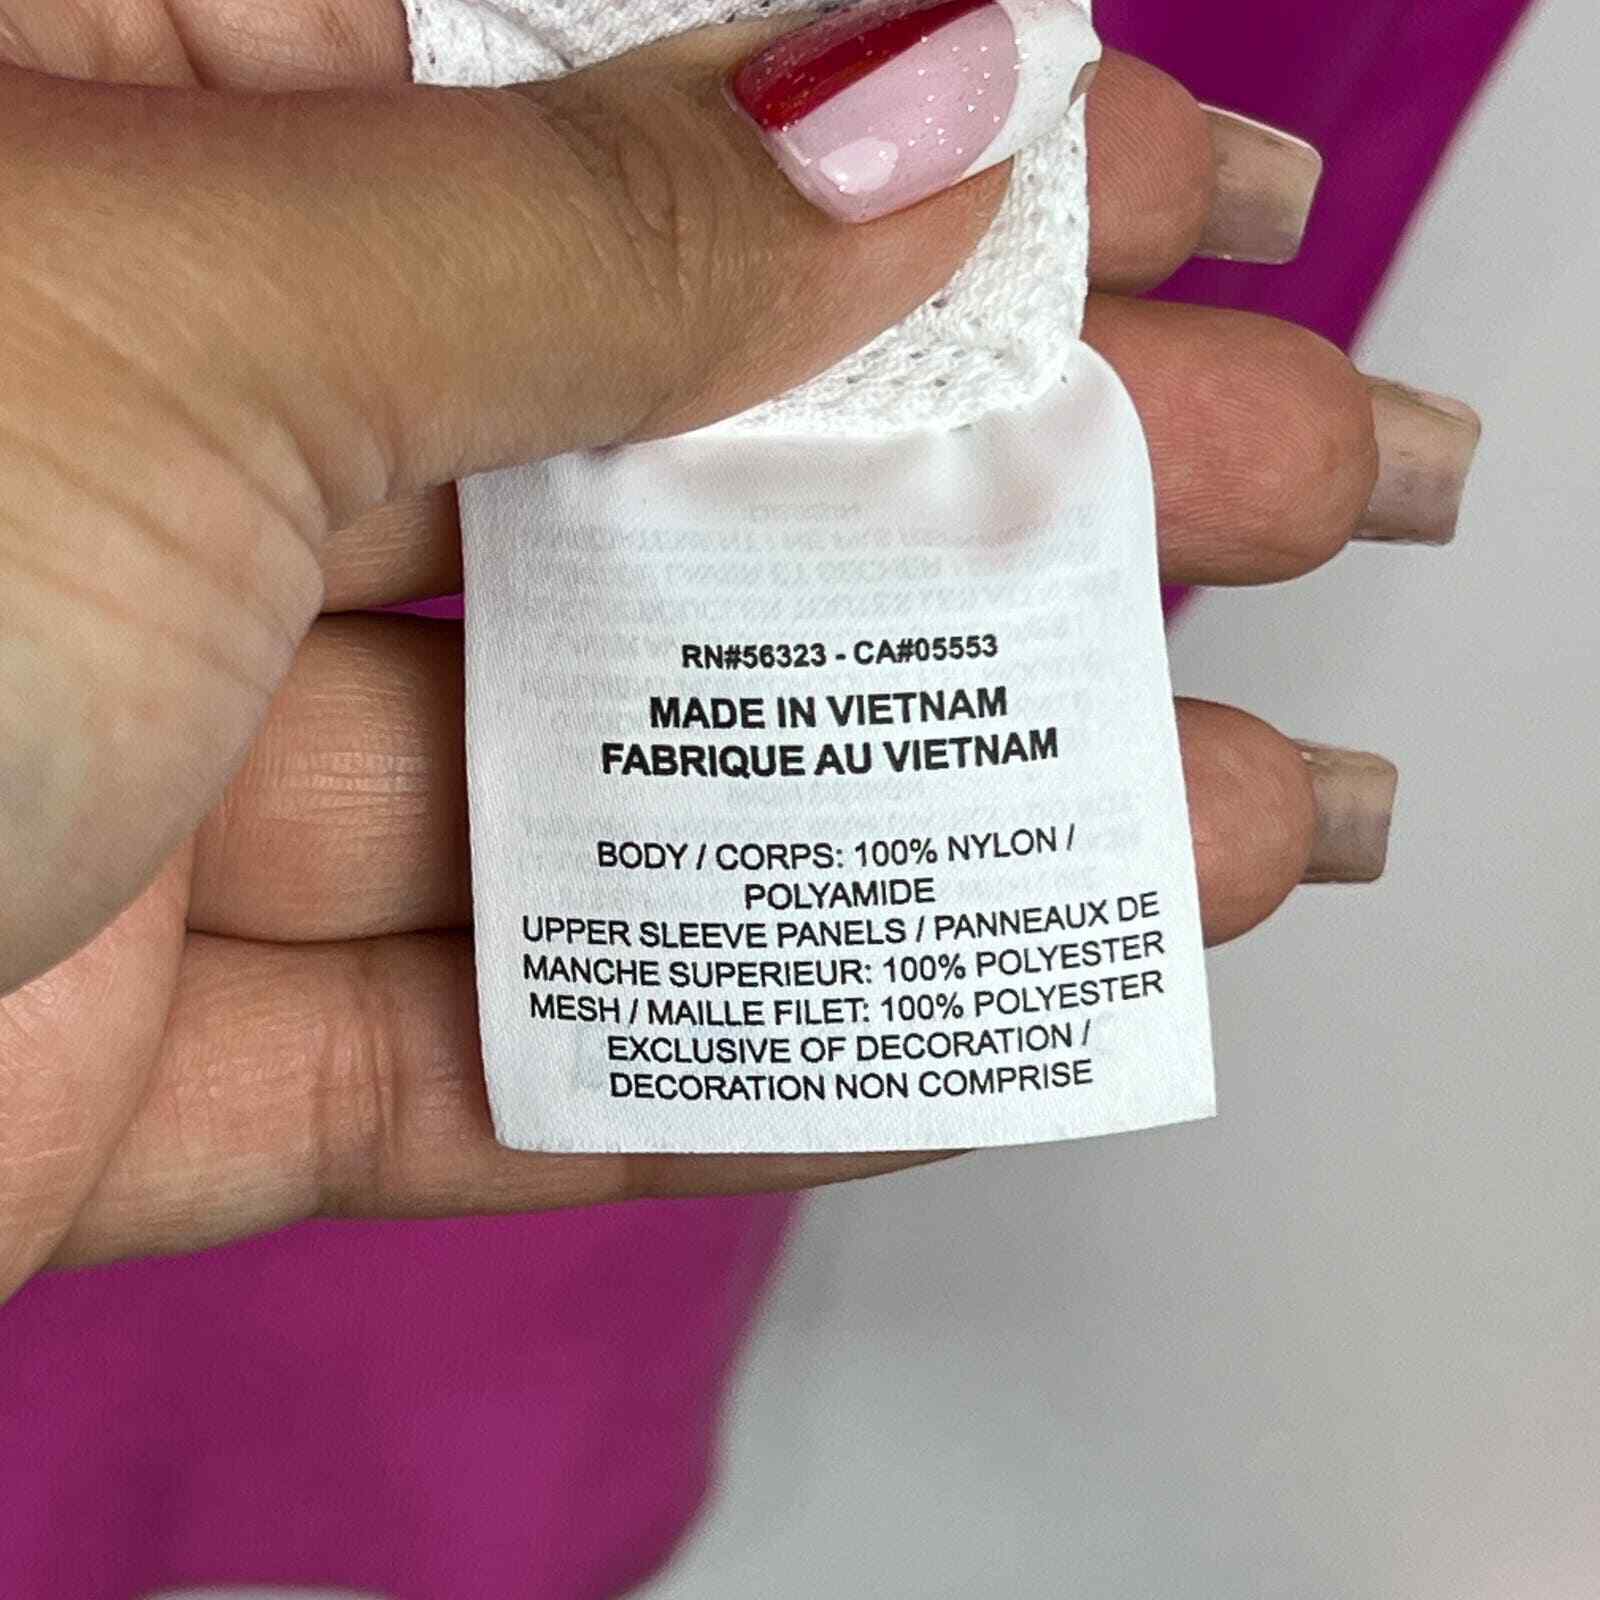 RN#56323 - CA#05553
MADE IN VIETNAM
FABRIQUE AU VIETNAM
BODY / CORPS: 100% NYLON /
POLYAMIDE
UPPER SLEEVE PANELS / PANNEAUX DE
MANCHE SUPERIEUR: 100% POLYESTER
MESH / MAILLE FILET: 100% POLYESTER
EXCLUSIVE OF DECORATION /
DECORATION NON COMPRISE